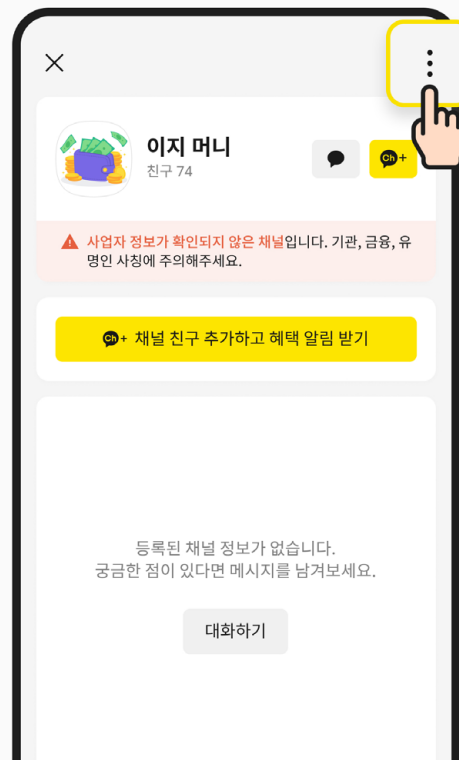 이지 머니
친구 74
Ch+
사업자 정보가 확인되지 않은 채널입니다. 기관, 금융, 유
명인 사칭에 주의해주세요.
Ch+ 채널 친구 추가하고 혜택 알림 받기
등록된 채널 정보가 없습니다.
궁금한 점이 있다면 메시지를 남겨보세요.
대화하기